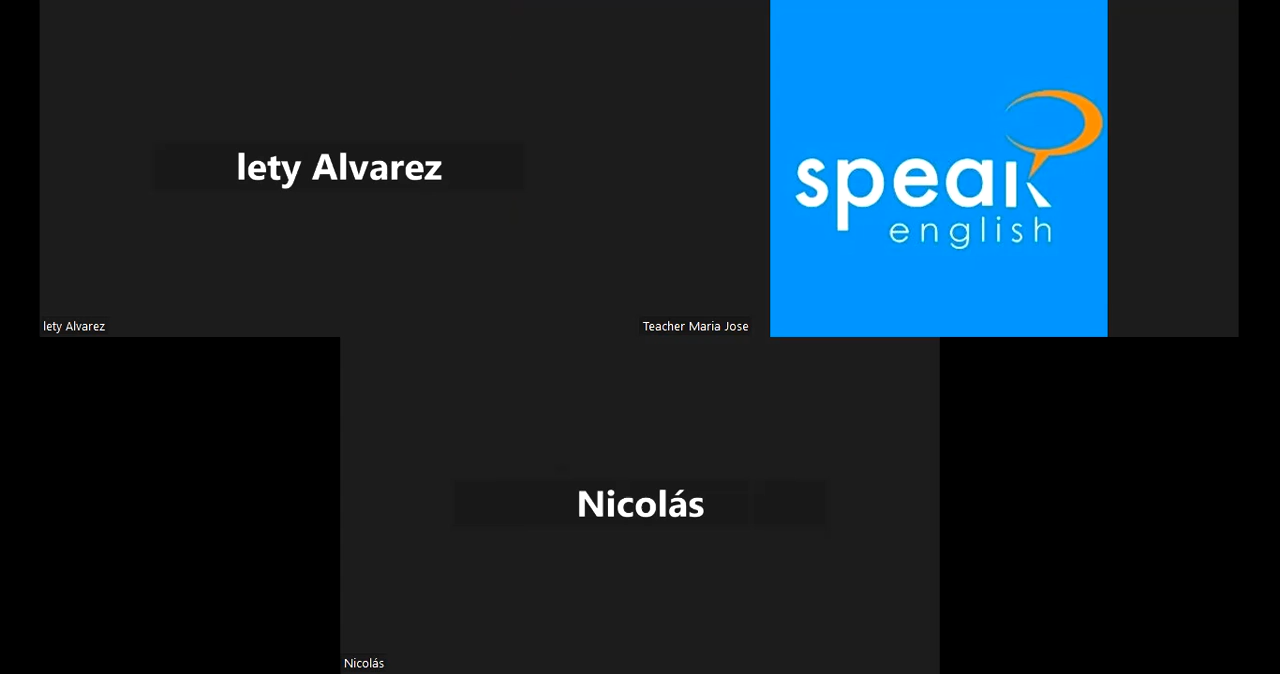 lety Alvarez
speak
english
lety Alvarez
Teacher Maria Jose
Nicolás
Nicolás